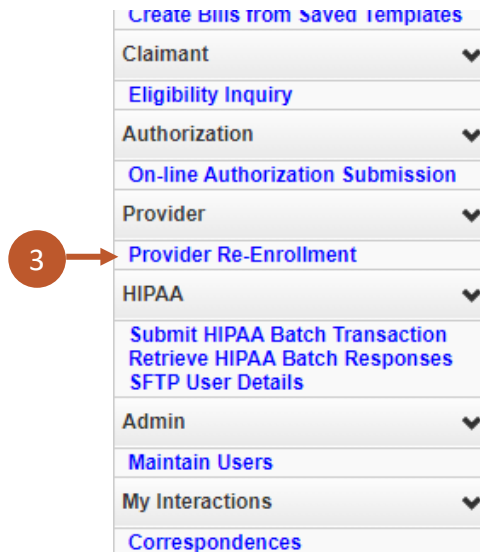 Create Bills from Saved Templates
Claimant
Eligibility Inquiry
Authorization
On-line Authorization Submission
Provider
3
Provider Re-Enrollment
HIPAA
Submit HIPAA Batch Transaction
Retrieve HIPAA Batch Responses
SFTP User Details
Admin
Maintain Users
My Interactions
Correspondences